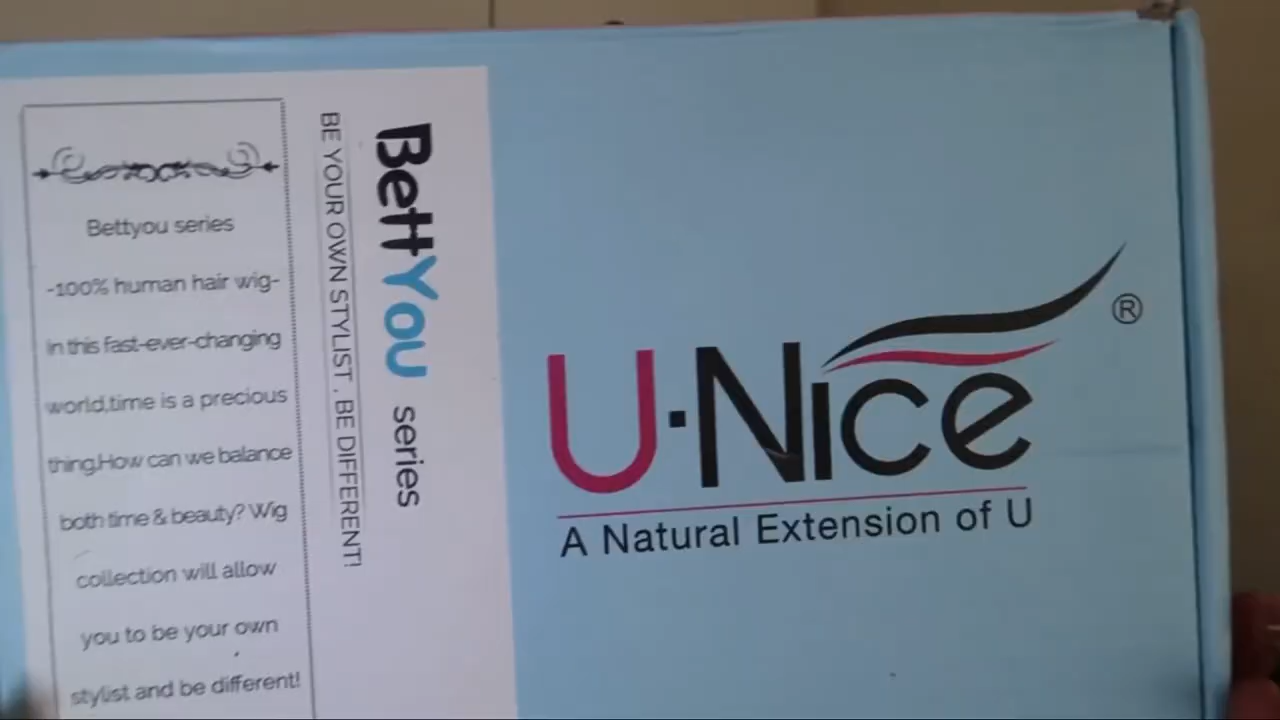 Bettyou series
-100% human hair wig-
In this fast-ever-changing
world,time is a precious
thing.How can we balance
both time & beauty? Wig
collection will allow
you to be your own
stylist and be different!
BettYou series
BE YOUR OWN STYLIST , BE DIFFERENT!
U·Nice®
A Natural Extension of U